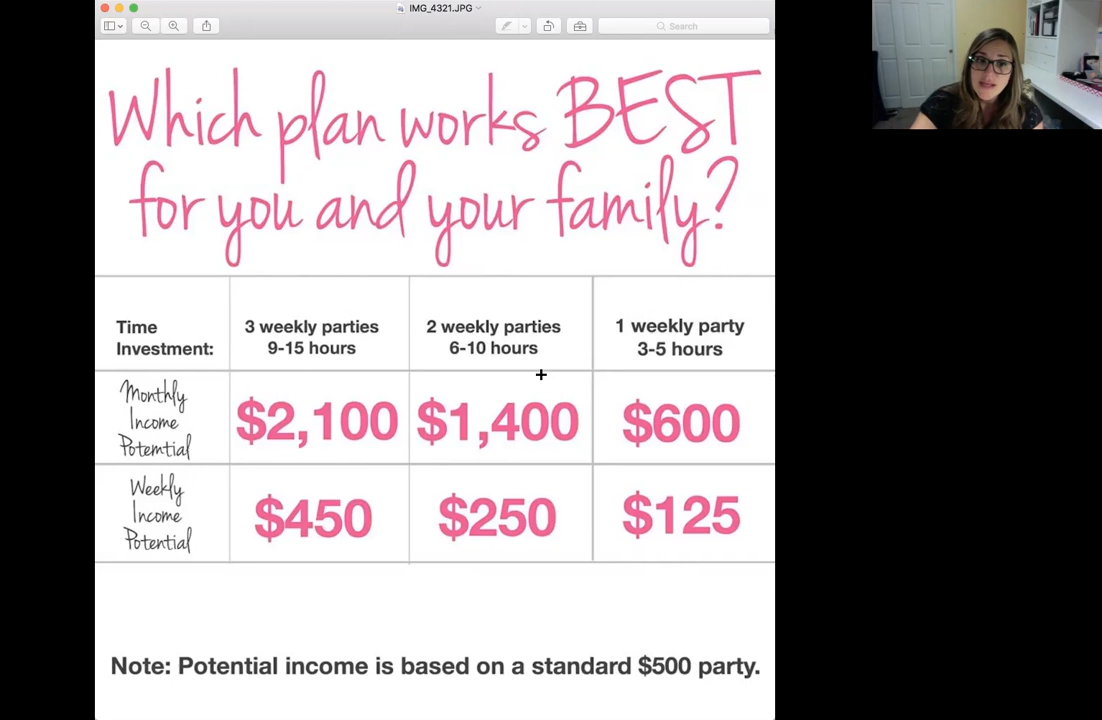 IMG_4321.JPG
Search
Which plan works BEST
for you and your family?
Time
Investment:
3 weekly parties
9-15 hours
2 weekly parties
6-10 hours
1 weekly party
3-5 hours
Monthly
Income
Potemtial
$2,100
$1,400
$600
Weekly
Income
Potential
$450
$250
$125
Note: Potential income is based on a standard $500 party.